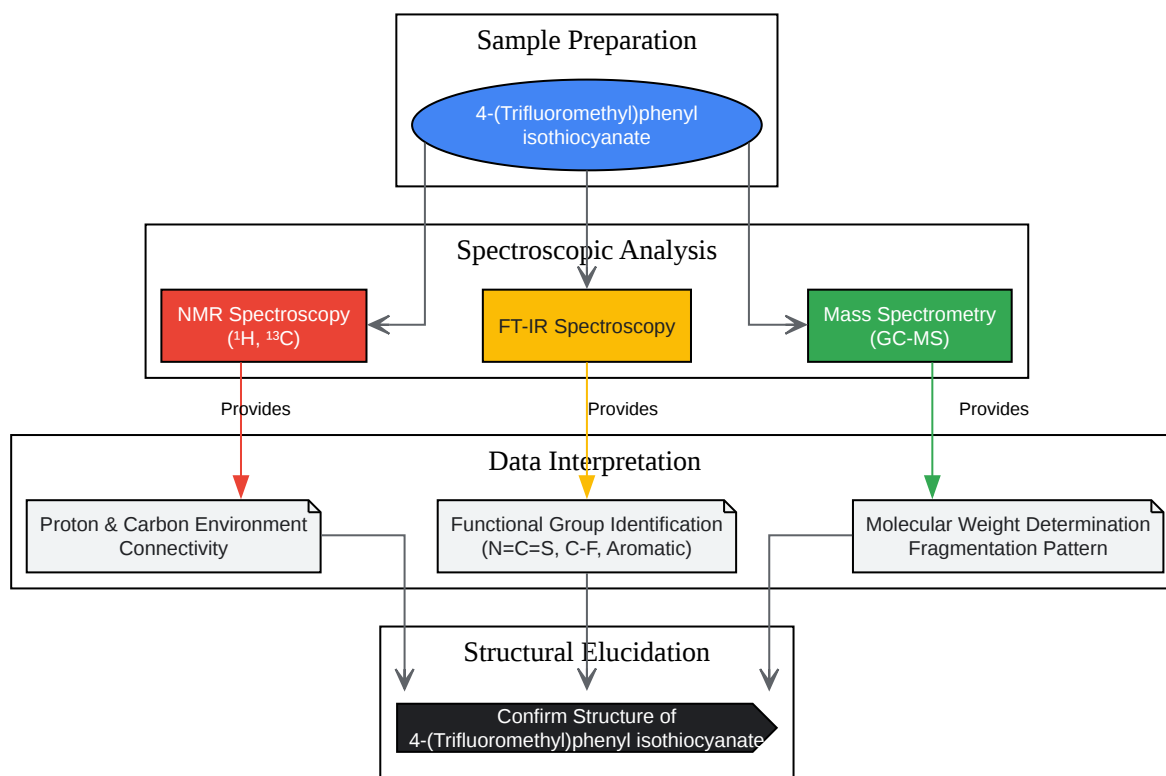 Sample Preparation
4-(Trifluoromethyl)phenyl
isothiocyanate
Spectroscopic Analysis
NMR Spectroscopy
(¹H, ¹³C)
FT-IR Spectroscopy
Mass Spectrometry
(GC-MS)
Provides
Provides
Provides
Data Interpretation
Proton & Carbon Environment
Connectivity
Functional Group Identification
(N=C=S, C-F, Aromatic)
Molecular Weight Determination
Fragmentation Pattern
Structural Elucidation
Confirm Structure of
4-(Trifluoromethyl)phenyl isothiocyanate